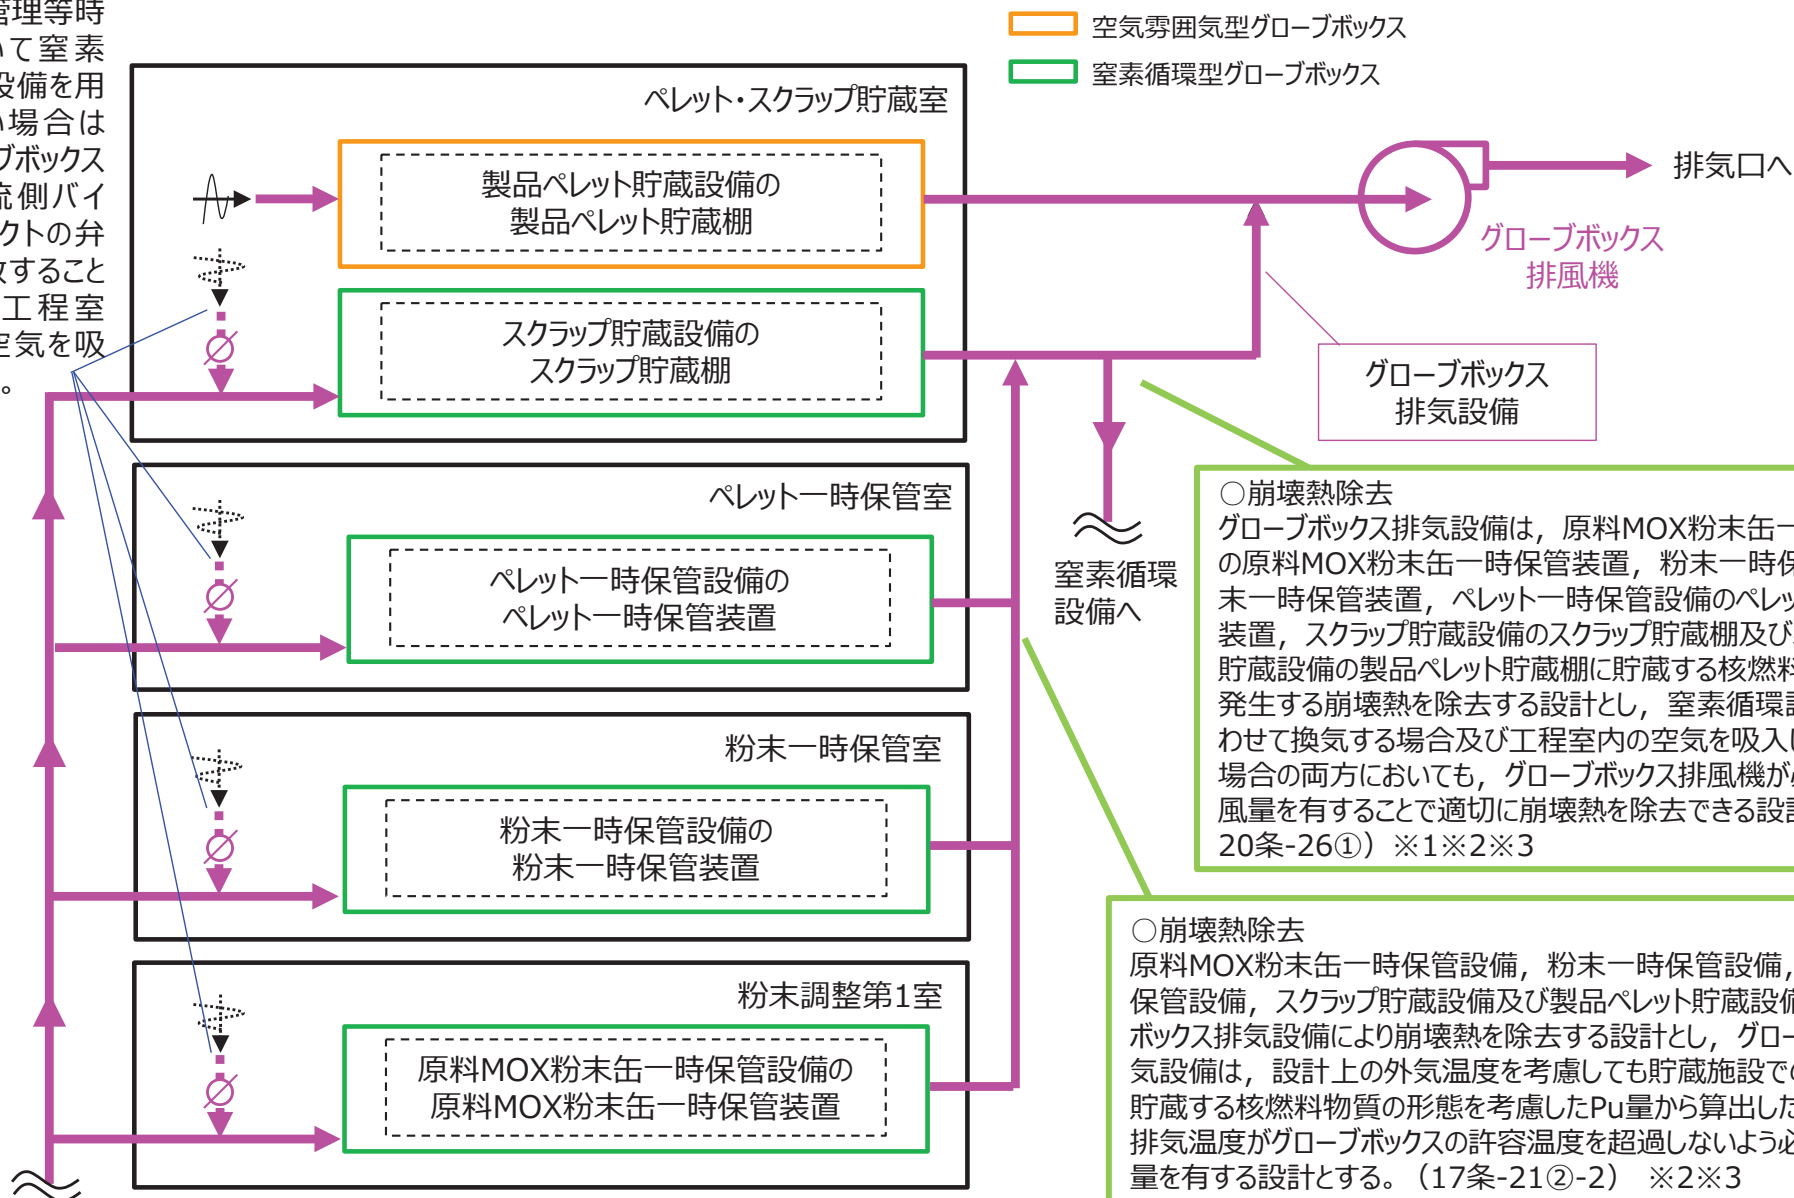 管理等時
いて窒素
設備を用
い場合は
ブボックス
流側バイ
クトの弁
放すること
工程室
空気を吸
。
空気雰囲気型グローブボックス
窒素循環型グローブボックス
ペレット・スクラップ貯蔵室
製品ペレット貯蔵設備の
製品ペレット貯蔵棚
スクラップ貯蔵設備の
スクラップ貯蔵棚
排気口へ
グローブボックス
排風機
グローブボックス
排気設備
窒素循環
設備へ
ペレット一時保管室
ペレット一時保管設備の
ペレット一時保管装置
粉末一時保管室
粉末一時保管設備の
粉末一時保管装置
粉末調整第1室
原料MOX粉末缶一時保管設備の
原料MOX粉末缶一時保管装置
○崩壊熱除去
グローブボックス排気設備は，原料MOX粉末缶一
の原料MOX粉末缶一時保管装置，粉末一時保
末一時保管装置，ペレット一時保管設備のペレッ
装置，スクラップ貯蔵設備のスクラップ貯蔵棚及び
貯蔵設備の製品ペレット貯蔵棚に貯蔵する核燃料
発生する崩壊熱を除去する設計とし，窒素循環設
わせて換気する場合及び工程室内の空気を吸入し
場合の両方においても，グローブボックス排風機が
風量を有することで適切に崩壊熱を除去できる設計
20条-26①）※1※2※3
○崩壊熱除去
原料MOX粉末缶一時保管設備，粉末一時保管設備，
保管設備，スクラップ貯蔵設備及び製品ペレット貯蔵設備
ボックス排気設備により崩壊熱を除去する設計とし，グロー
気設備は，設計上の外気温度を考慮しても貯蔵施設での
貯蔵する核燃料物質の形態を考慮したPu量から算出した
排気温度がグローブボックスの許容温度を超過しないよう必
量を有する設計とする。（17条-21②-2） ※2※3